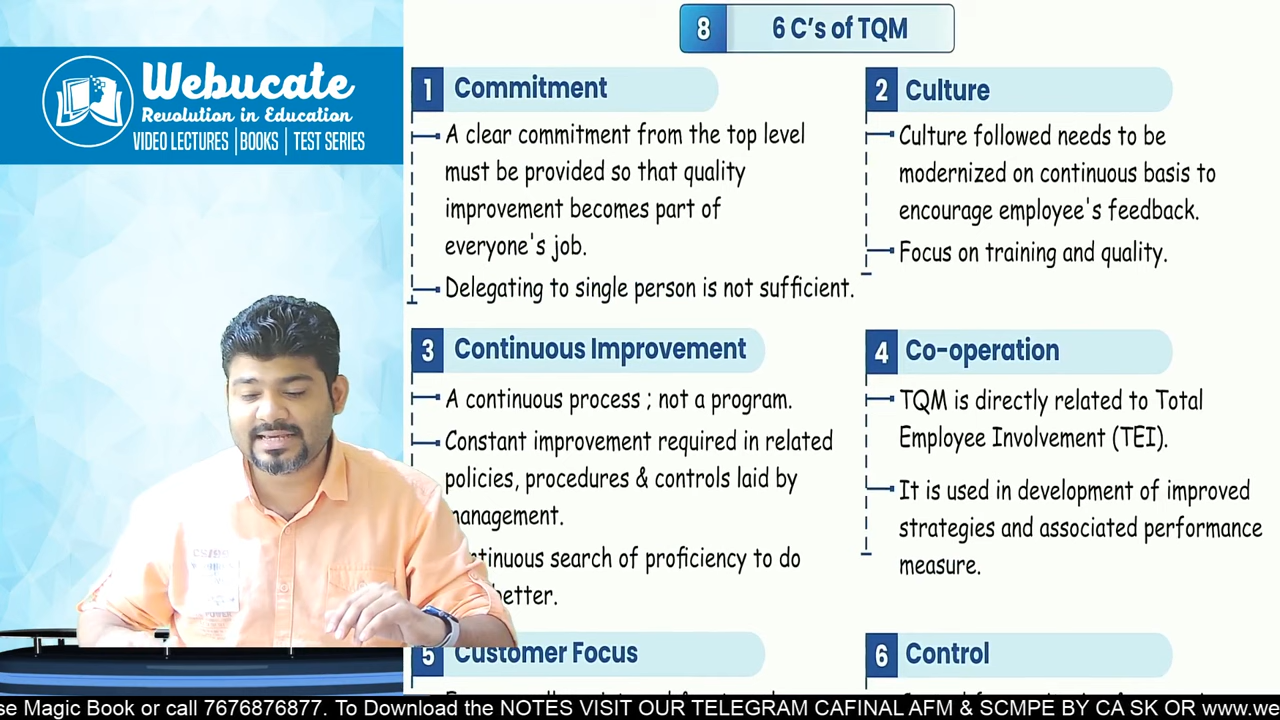 8 6 C's of TQM
Webucate
Revolution in Education
VIDEO LECTURES | BOOKS | TEST SERIES
1 Commitment
A clear commitment from the top level
must be provided so that quality
improvement becomes part of
everyone's job.
Delegating to single person is not sufficient.
2 Culture
Culture followed needs to be
modernized on continuous basis to
encourage employee's feedback.
Focus on training and quality.
3 Continuous Improvement
A continuous process ; not a program.
Constant improvement required in related
policies, procedures & controls laid by
management.
search of proficiency to do
better.
4 Co-operation
TQM is directly related to Total
Employee Involvement (TEI).
It is used in development of improved
strategies and associated performance
measure.
5 Customer Focus
6 Control
se Magic Book or call 7676876877. To Download the NOTES VISIT OUR TELEGRAM CAFINAL AFM & SCMPE BY CA SK OR www.we